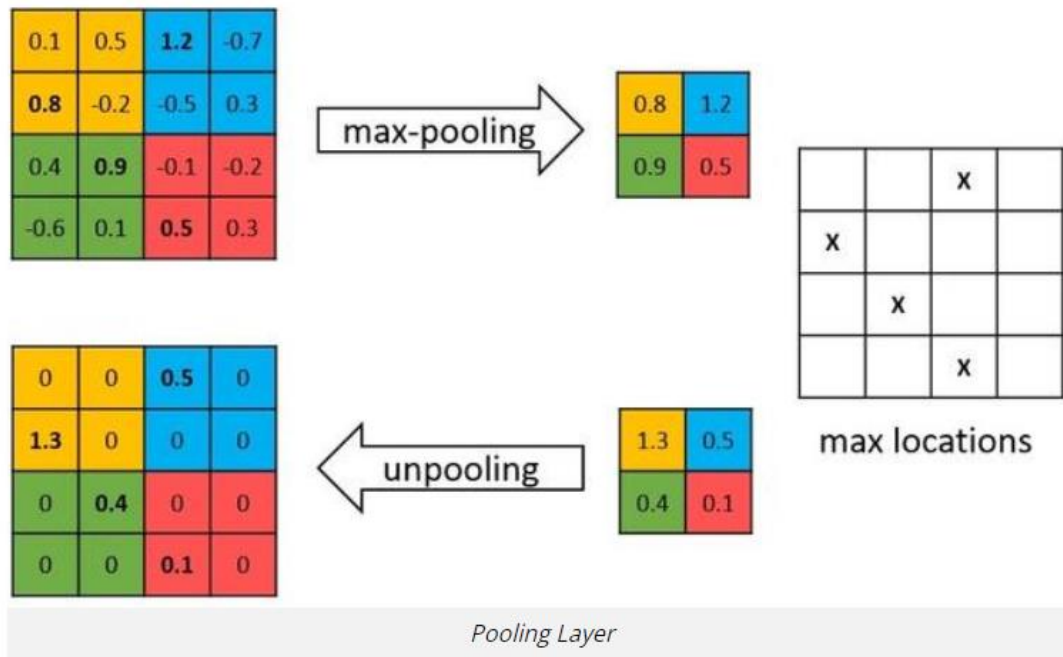 0.1 0.5 1.2 -0.7
0.8 -0.2 -0.5 0.3
0.4 0.9 -0.1 -0.2
-0.6 0.1 0.5 0.3
max-pooling
0.8 1.2
0.9 0.5
X
X
X
X
max locations
0 0 0.5 0
1.3 0 0 0
0 0.4 0 0
0 0 0.1 0
unpooling
1.3 0.5
0.4 0.1
Pooling Layer